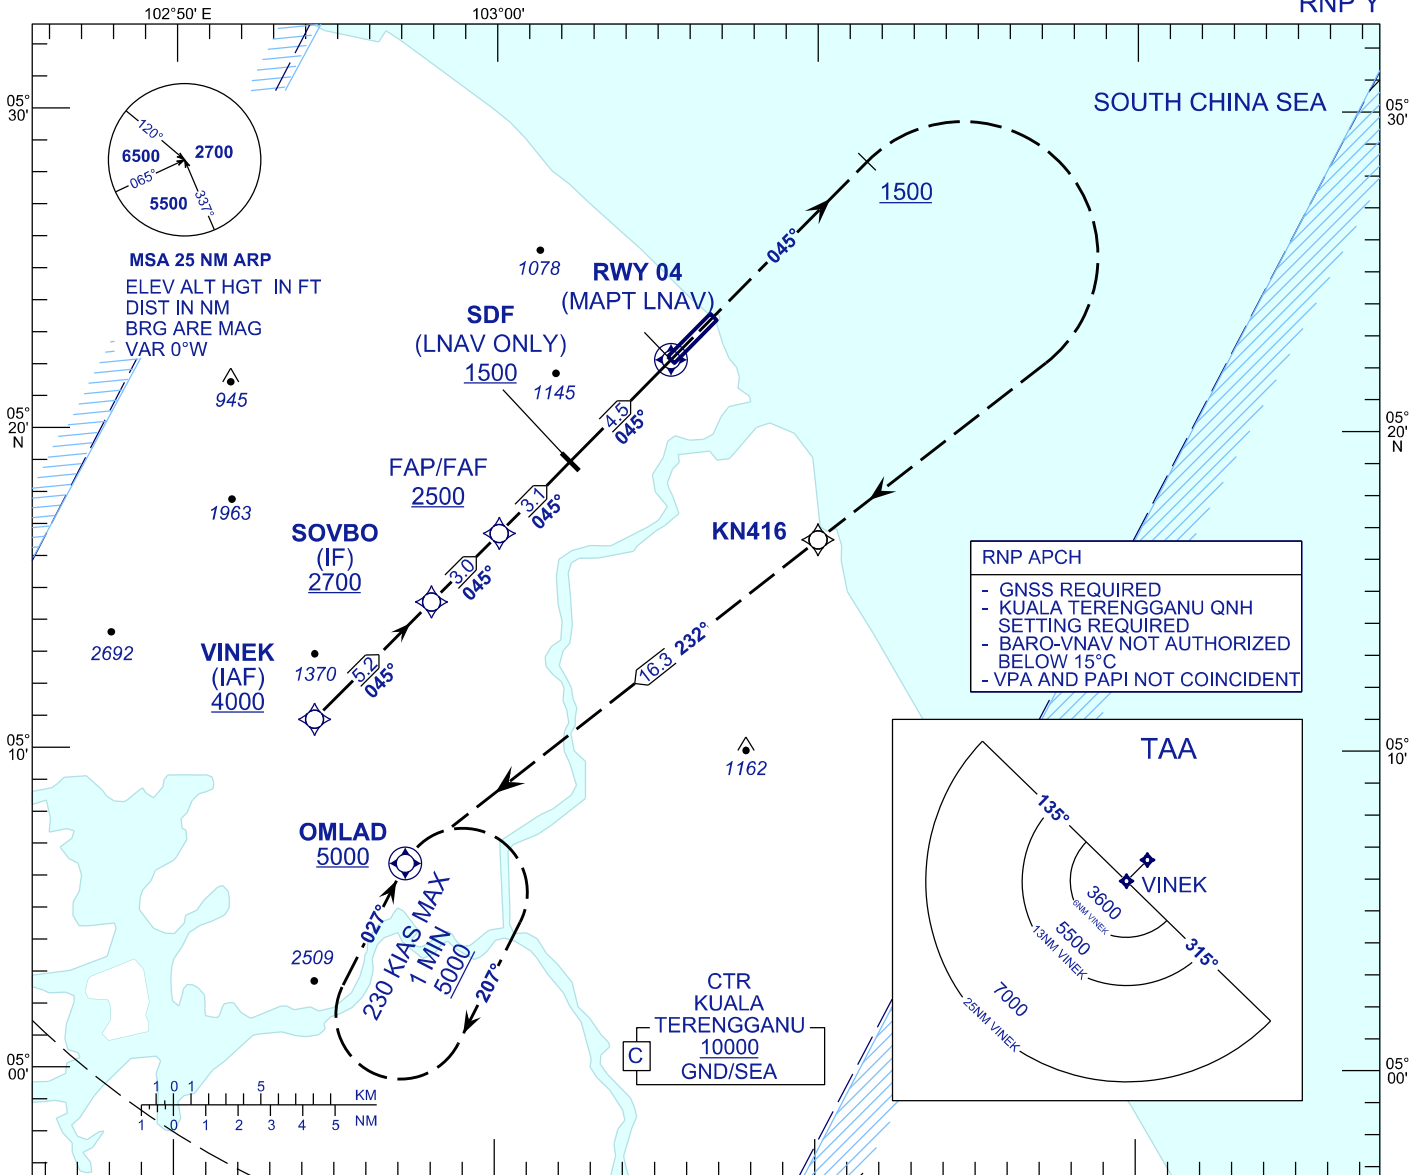 102°50' E
103°00'
RNP Y
05°
30'
05°
30'
SOUTH CHINA SEA
120°
6500
2700
065°
5500
337°
MSA 25 NM ARP
ELEV ALT HGT IN FT
DIST IN NM
BRG ARE MAG
VAR 0°W
1500
045°
1078
RWY 04
(MAPT LNAV)
SDF
(LNAV ONLY)
1500
1145
945
4.5
045°
05°
20'
N
05°
20'
N
FAP/FAF
2500
3.1
045°
1963
SOVBO
(IF)
2700
3.0
045°
KN416
RNP APCH
- GNSS REQUIRED
- KUALA TERENGGANU QNH
SETTING REQUIRED
- BARO-VNAV NOT AUTHORIZED
BELOW 15°C
- VPA AND PAPI NOT COINCIDENT
2692
VINEK
(IAF)
4000
1370
5.2
045°
232°
16.3
05°
10'
05°
10'
1162
TAA
135°
VINEK
3600
6NM VINEK
5500
13NM VINEK
315°
7000
25NM VINEK
OMLAD
5000
027°
230 KIAS MAX
1 MIN
5000
207°
2509
CTR
KUALA
TERENGGANU
10000
GND/SEA
C
05°
00'
05°
00'
1 0 1 5 KM
1 0 1 2 3 4 5 NM